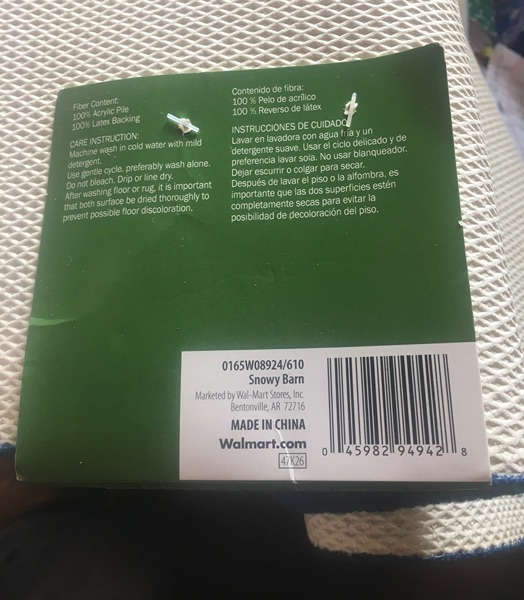 Fiber Content:
100% Acrylic Pile
100% Latex Backing
CARE INSTRUCTION:
Machine wash in cold water with mild
detergent.
Use gentle cycle, preferably wash alone.
Do not bleach. Drip or line dry.
After washing floor or rug, it is important
that both surface be dried thoroughly to
prevent possible floor discoloration.
Contenido de fibra:
100 % Pelo de acrílico
100 % Reverso de látex
INSTRUCCIONES DE CUIDADO:
Lavar en lavadora con agua fría y un
detergente suave. Usar el ciclo delicado y de
preferencia lavar sola. No usar blanqueador.
Dejar escurrir o colgar para secar.
Después de lavar el piso o la alfombra, es
importante que las dos superficies estén
completamente secas para evitar la
posibilidad de decoloración del piso.
0165W08924/610
Snowy Barn
Marketed by Wal-Mart Stores, Inc.
Bentonville, AR 72716
MADE IN CHINA
Walmart.com
47K26
0 45982 94942 8